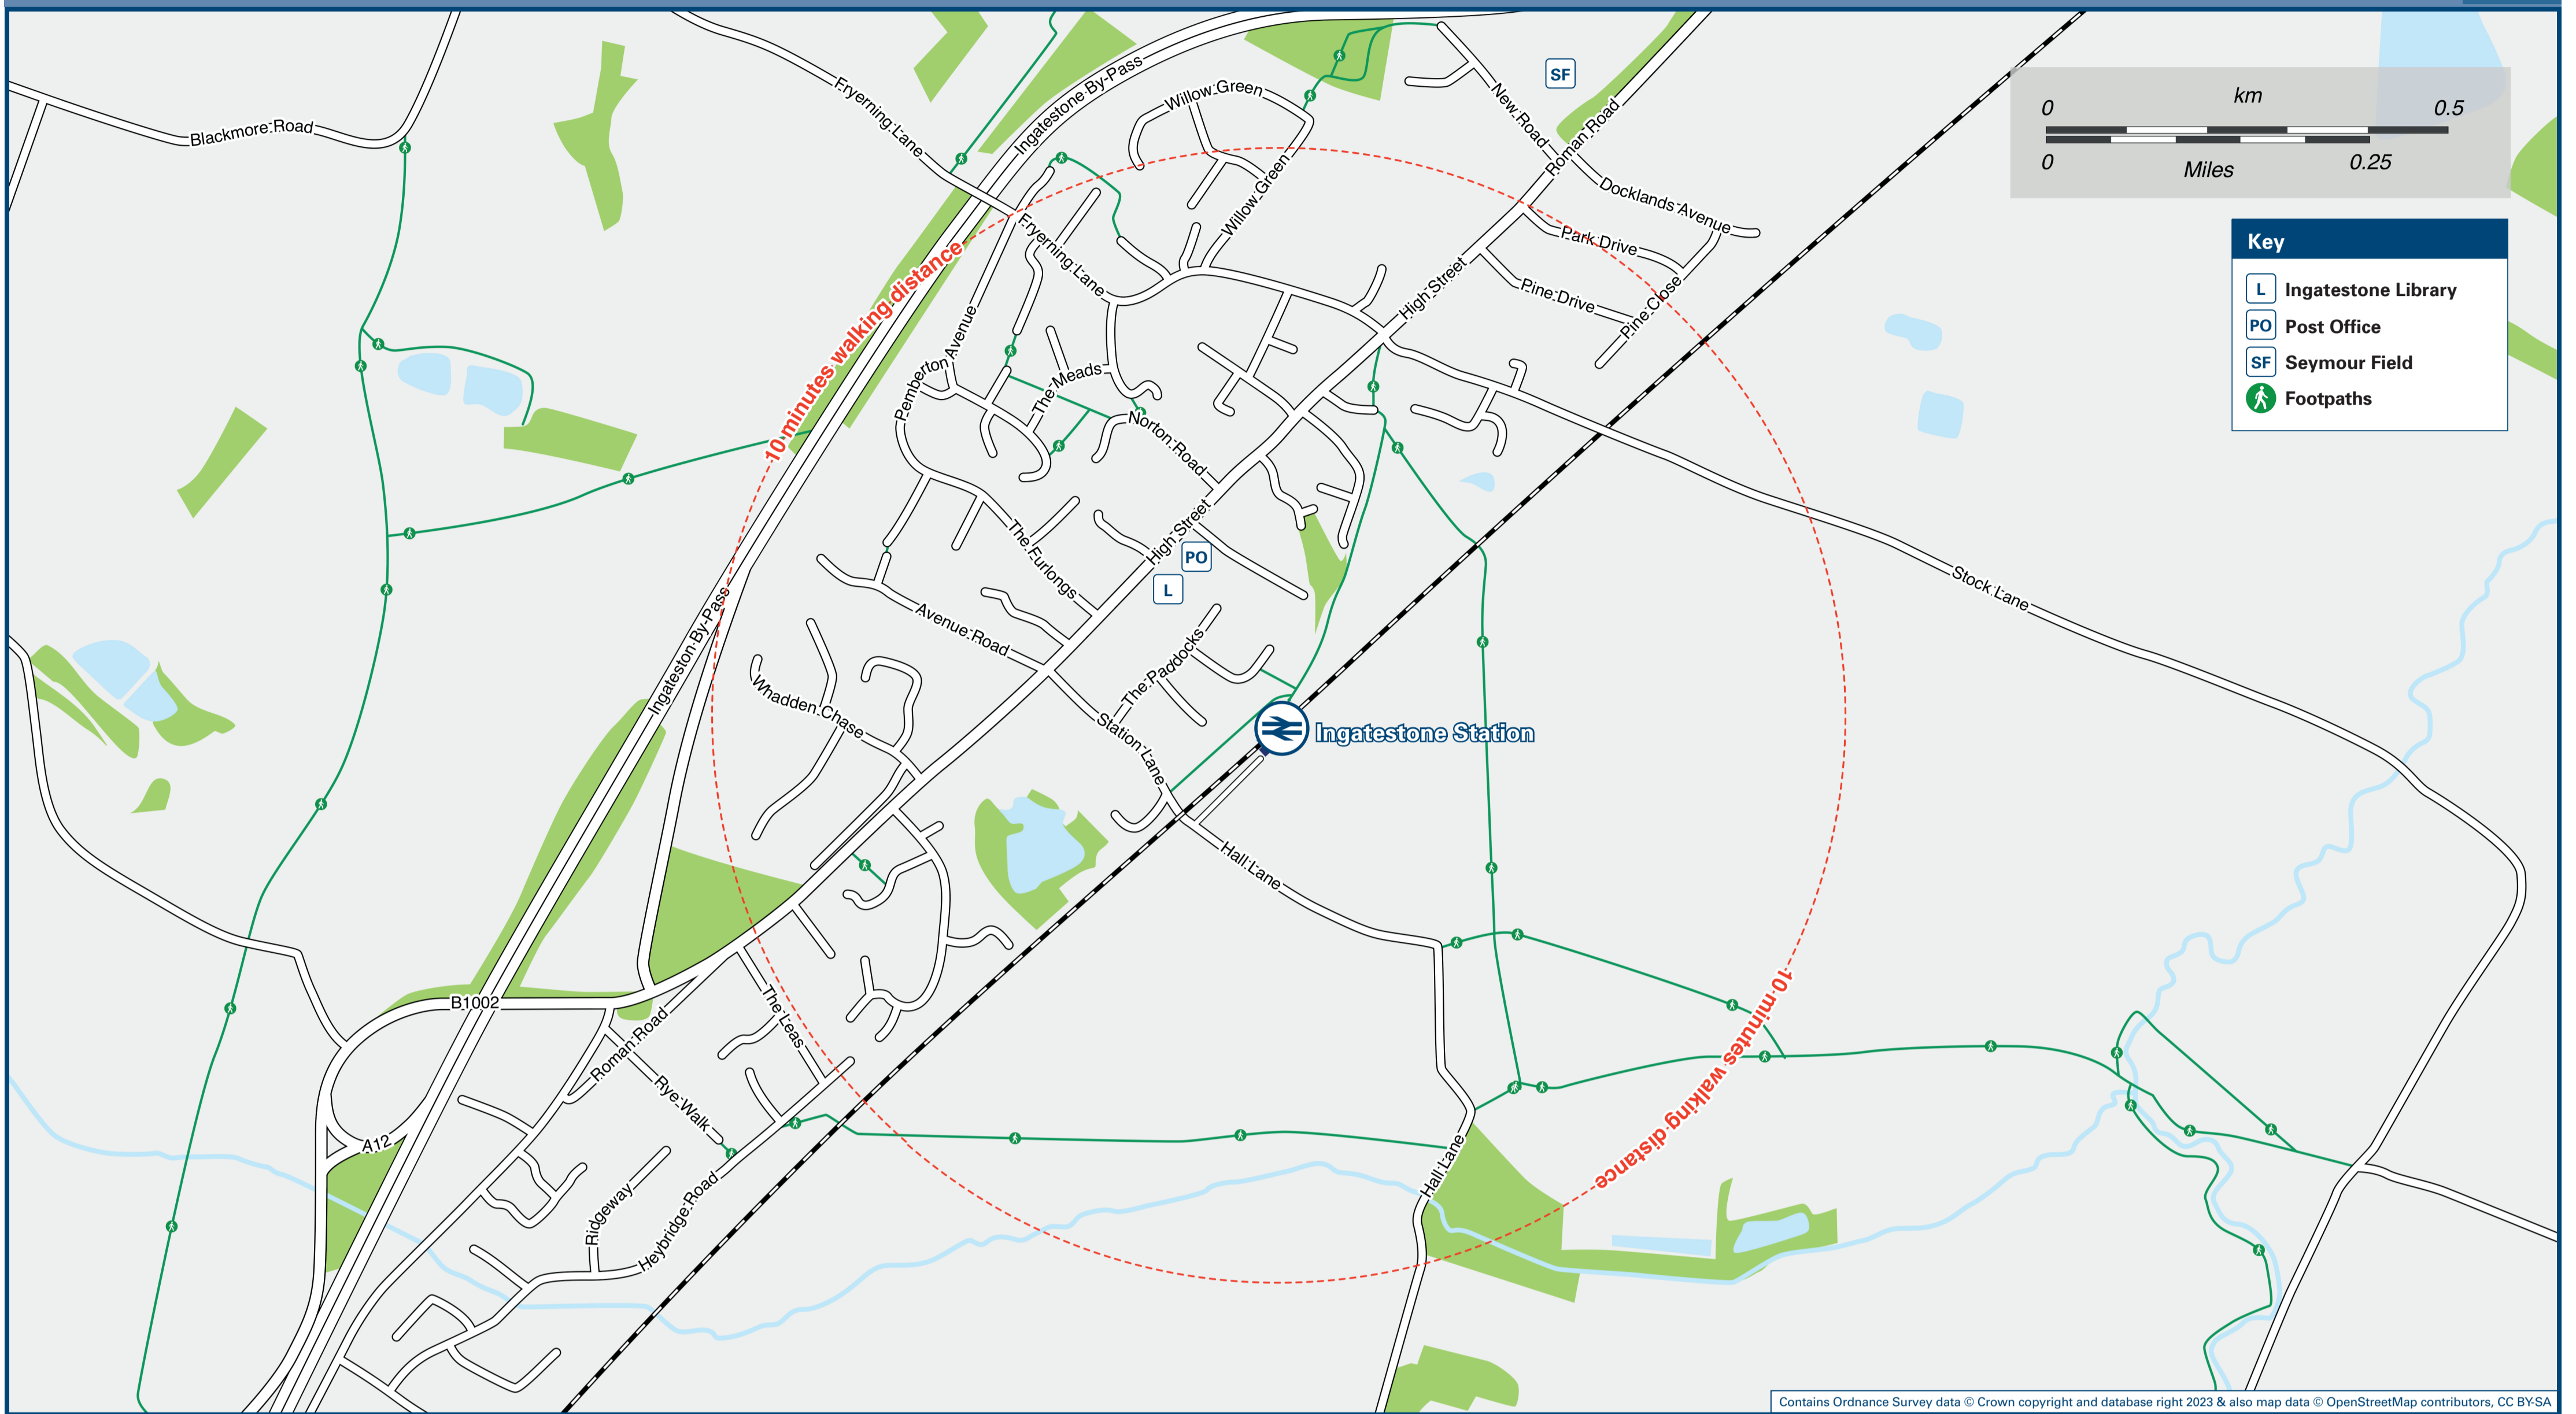 Blackmore Road
Fryerning Lane
Ingatestone By-Pass
Willow Green
New Road
SF
Roman Road
km
0
0.5
0
0.25
Miles
Willow Green
Docklands Avenue
Park Drive
Fryerning Lane
10 minutes walking distance
High Street
Pine Drive
Pine Close
Key
L Ingatestone Library
PO Post Office
SF Seymour Field
Footpaths
Pemberton Avenue
The Meads
Norton Road
High Street
PO
L
The Furlongs
Avenue Road
Stock Lane
Ingateston By-Pass
Whadden Chase
The Paddocks
Station Lane
Ingatestone Station
Hall Lane
B1002
The Leas
Roman Road
Rye Walk
A12
10 minutes walking distance
Hall Lane
Ridgeway
Heybridge Road
Contains Ordnance Survey data © Crown copyright and database right 2023 & also map data © OpenStreetMap contributors, CC BY-SA